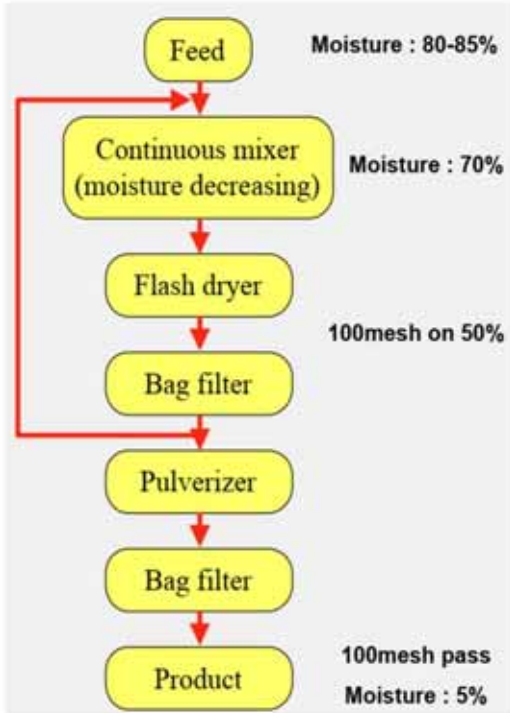 Feed
Moisture : 80-85%
Continuous mixer
(moisture decreasing)
Moisture : 70%
Flash dryer
100mesh on 50%
Bag filter
Pulverizer
Bag filter
Product
100mesh pass
Moisture : 5%